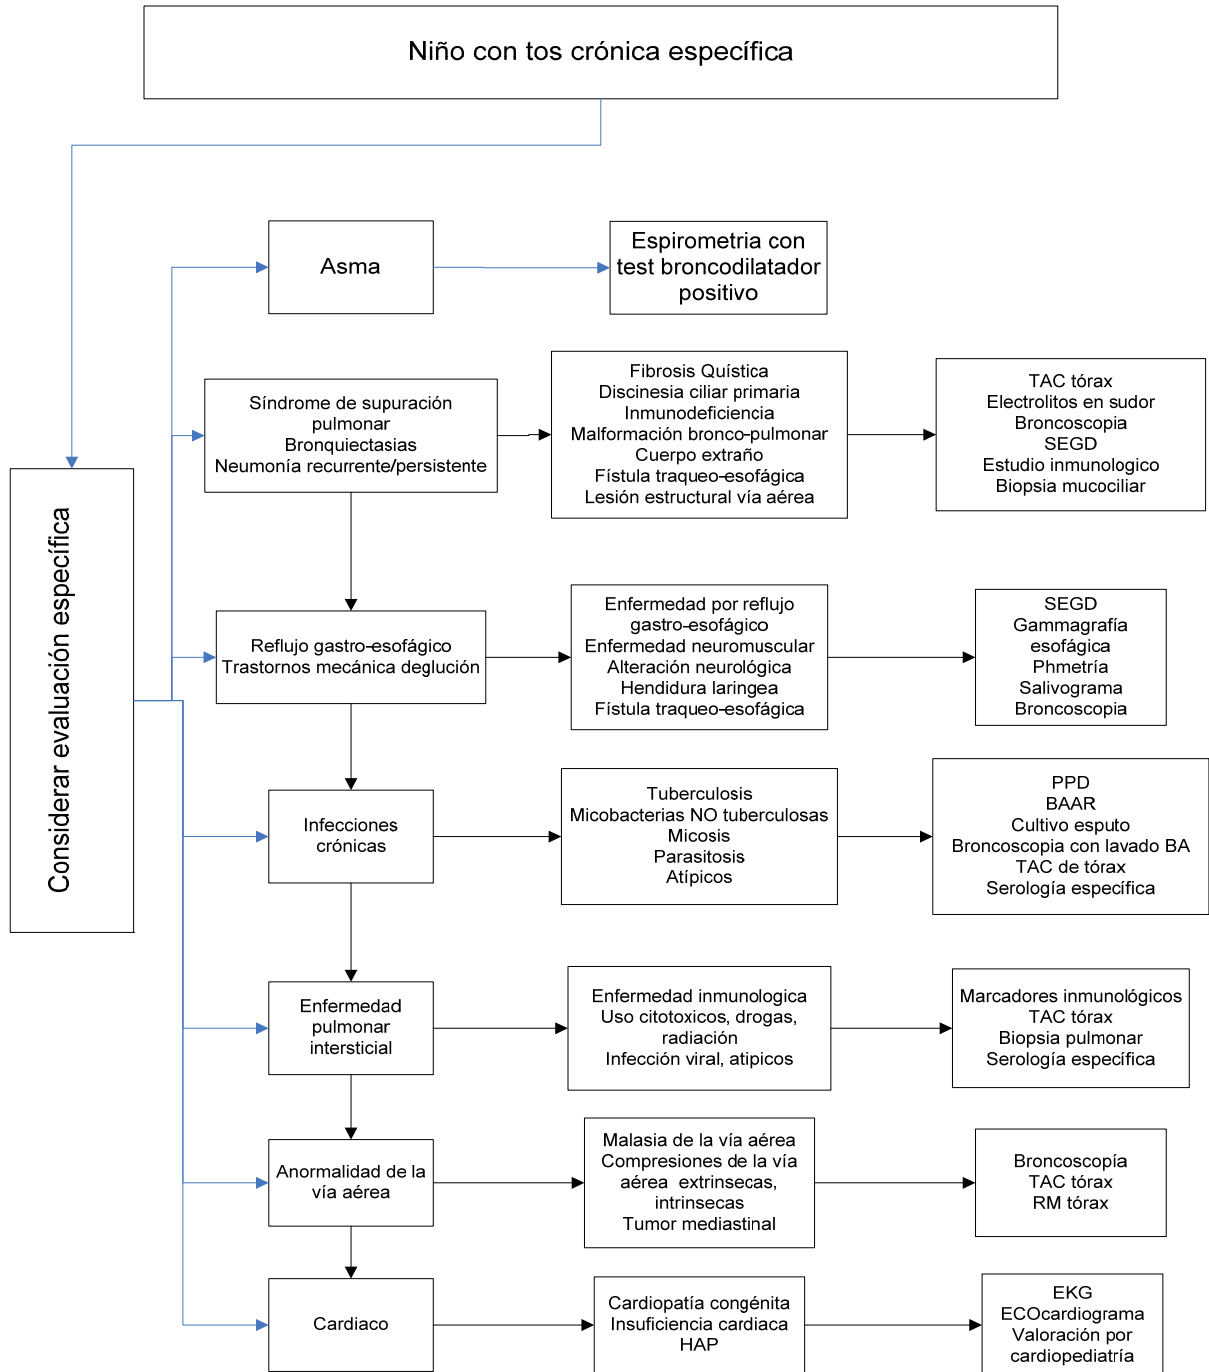 Niño con tos crónica específica
Considerar evaluación específica
Asma
Espirometria con
test broncodilatador
positivo
Síndrome de supuración
pulmonar
Bronquiectasias
Neumonía recurrente/persistente
Fibrosis Quística
Discinesia ciliar primaria
Inmunodeficiencia
Malformación bronco-pulmonar
Cuerpo extraño
Fístula traqueo-esofágica
Lesión estructural vía aérea
TAC tórax
Electrolitos en sudor
Broncoscopia
SEGD
Estudio inmunologico
Biopsia mucociliar
Reflujo gastro-esofágico
Trastornos mecánica deglución
Enfermedad por reflujo
gastro-esofágico
Enfermedad neuromuscular
Alteración neurológica
Hendidura laringea
Fístula traqueo-esofágica
SEGD
Gammagrafía
esofágica
Phmetría
Salivograma
Broncoscopia
Infecciones
crónicas
Tuberculosis
Micobacterias NO tuberculosas
Micosis
Parasitosis
Atípicos
PPD
BAAR
Cultivo esputo
Broncoscopia con lavado BA
TAC de tórax
Serología específica
Enfermedad
pulmonar
intersticial
Enfermedad inmunologica
Uso citotoxicos, drogas,
radiación
Infección viral, atipicos
Marcadores inmunológicos
TAC tórax
Biopsia pulmonar
Serología específica
Anormalidad de la
vía aérea
Malasia de la vía aérea
Compresiones de la vía
aérea extrinsecas,
intrinsecas
Tumor mediastinal
Broncoscopía
TAC tórax
RM tórax
Cardiaco
Cardiopatía congénita
Insuficiencia cardiaca
HAP
EKG
ECOcardiograma
Valoración por
cardiopediatría